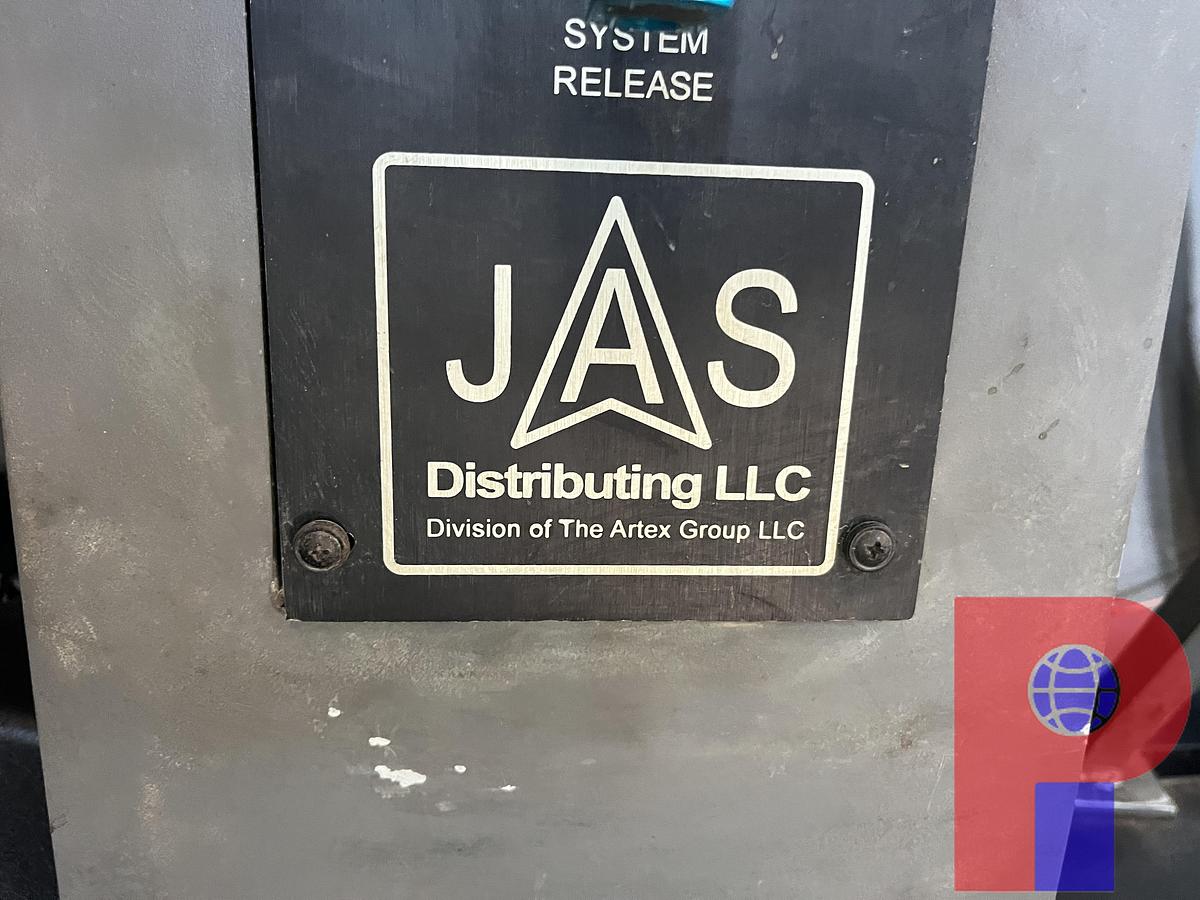 SYSTEM
RELEASE
JAS
Distributing LLC
Division of The Artex Group LLC